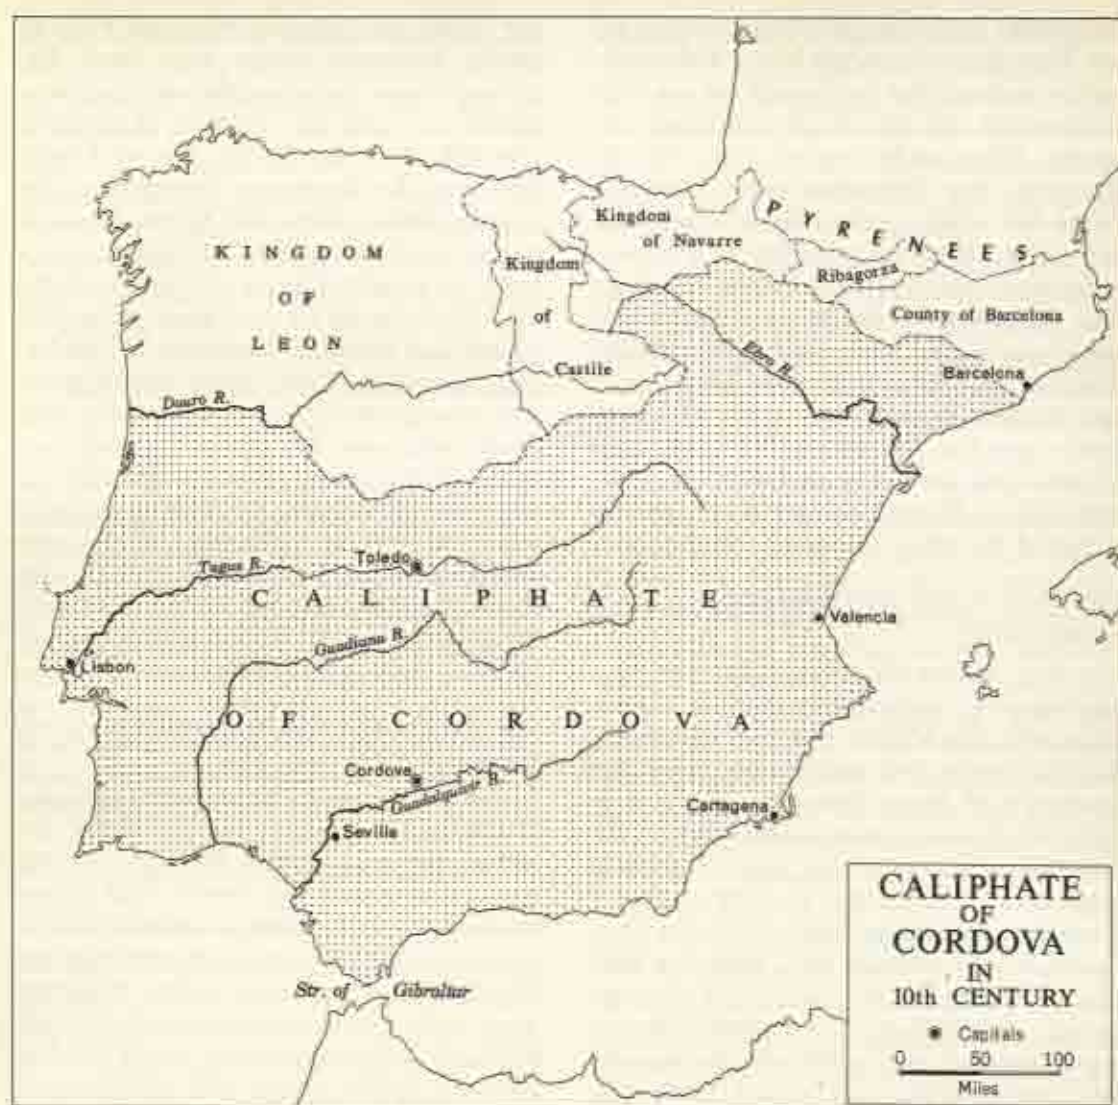 PYRENEES
Kingdom
of Navarre
KINGDOM
OF
LEON
Kingdom
of
Castile
Ribagorza
County of Barcelona
Ebro R.
Barcelona
Douro R.
Toledo
Tagus R.
CALIPHATE
Valencia
Guadiana R.
Lisbon
OF CORDOVA
Cordova
Guadalquivir R.
Cartagena
Sevilla
Str. of Gibraltar
CALIPHATE
OF
CORDOVA
IN
10th CENTURY
Capitals
0 50 100
Miles